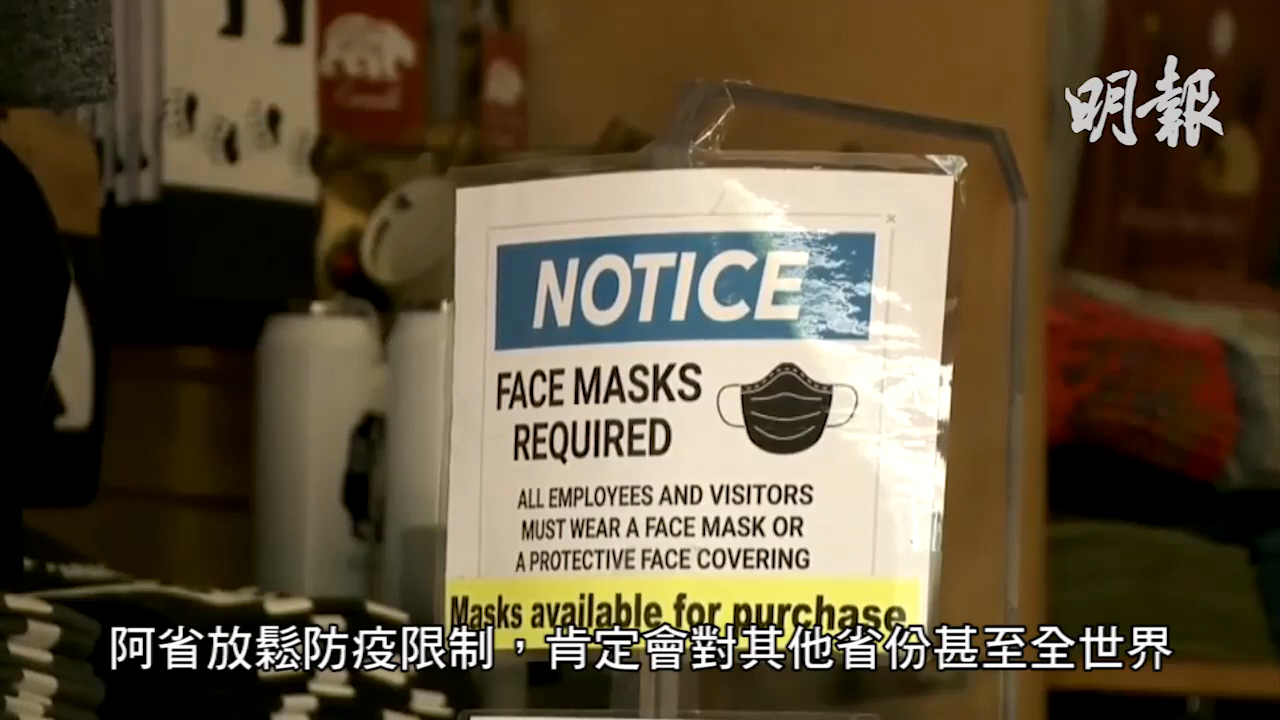 明報
NOTICE
FACE MASKS
REQUIRED
ALL EMPLOYEES AND VISITORS
MUST WEAR A FACE MASK OR
A PROTECTIVE FACE COVERING
Masks available for purchase
阿省放鬆防疫限制，肯定會對其他省份甚至全世界